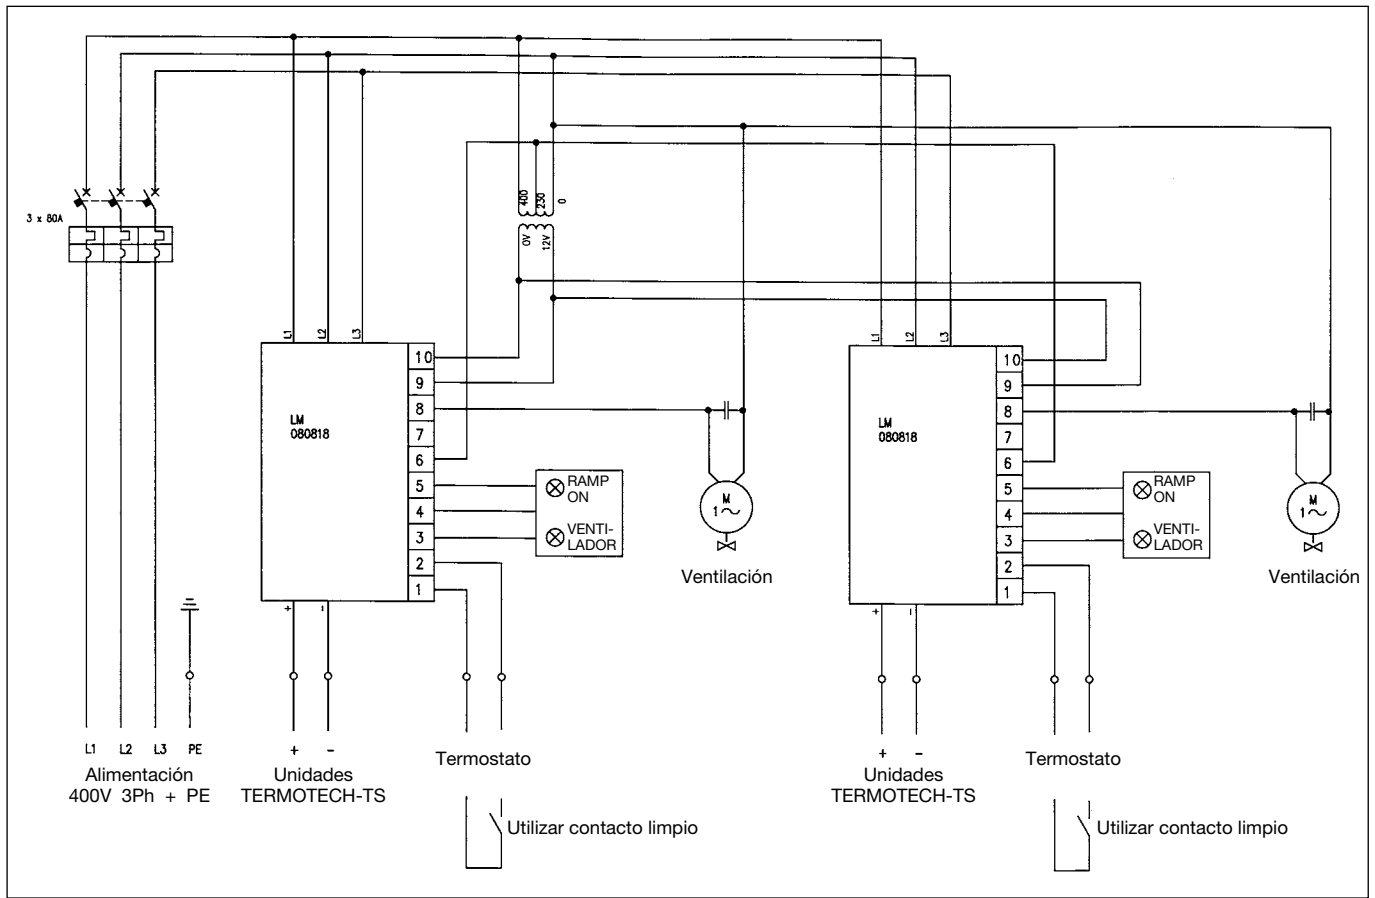 3 x 80A
400
230
0
0V
12V
L1
L2
L3
L1
L2
L3
LM
080818
10
9
8
7
6
5
4
3
2
1
RAMP
ON
VENTI-
LADOR
M
1
Ventilación
+
-
LM
080818
10
9
8
7
6
5
4
3
2
1
RAMP
ON
VENTI-
LADOR
M
1
Ventilación
+
-
L1 L2 L3 PE
Alimentación
400V 3Ph + PE
+ -
Unidades
TERMOTECH-TS
Termostato
Utilizar contacto limpio
+ -
Unidades
TERMOTECH-TS
Termostato
Utilizar contacto limpio